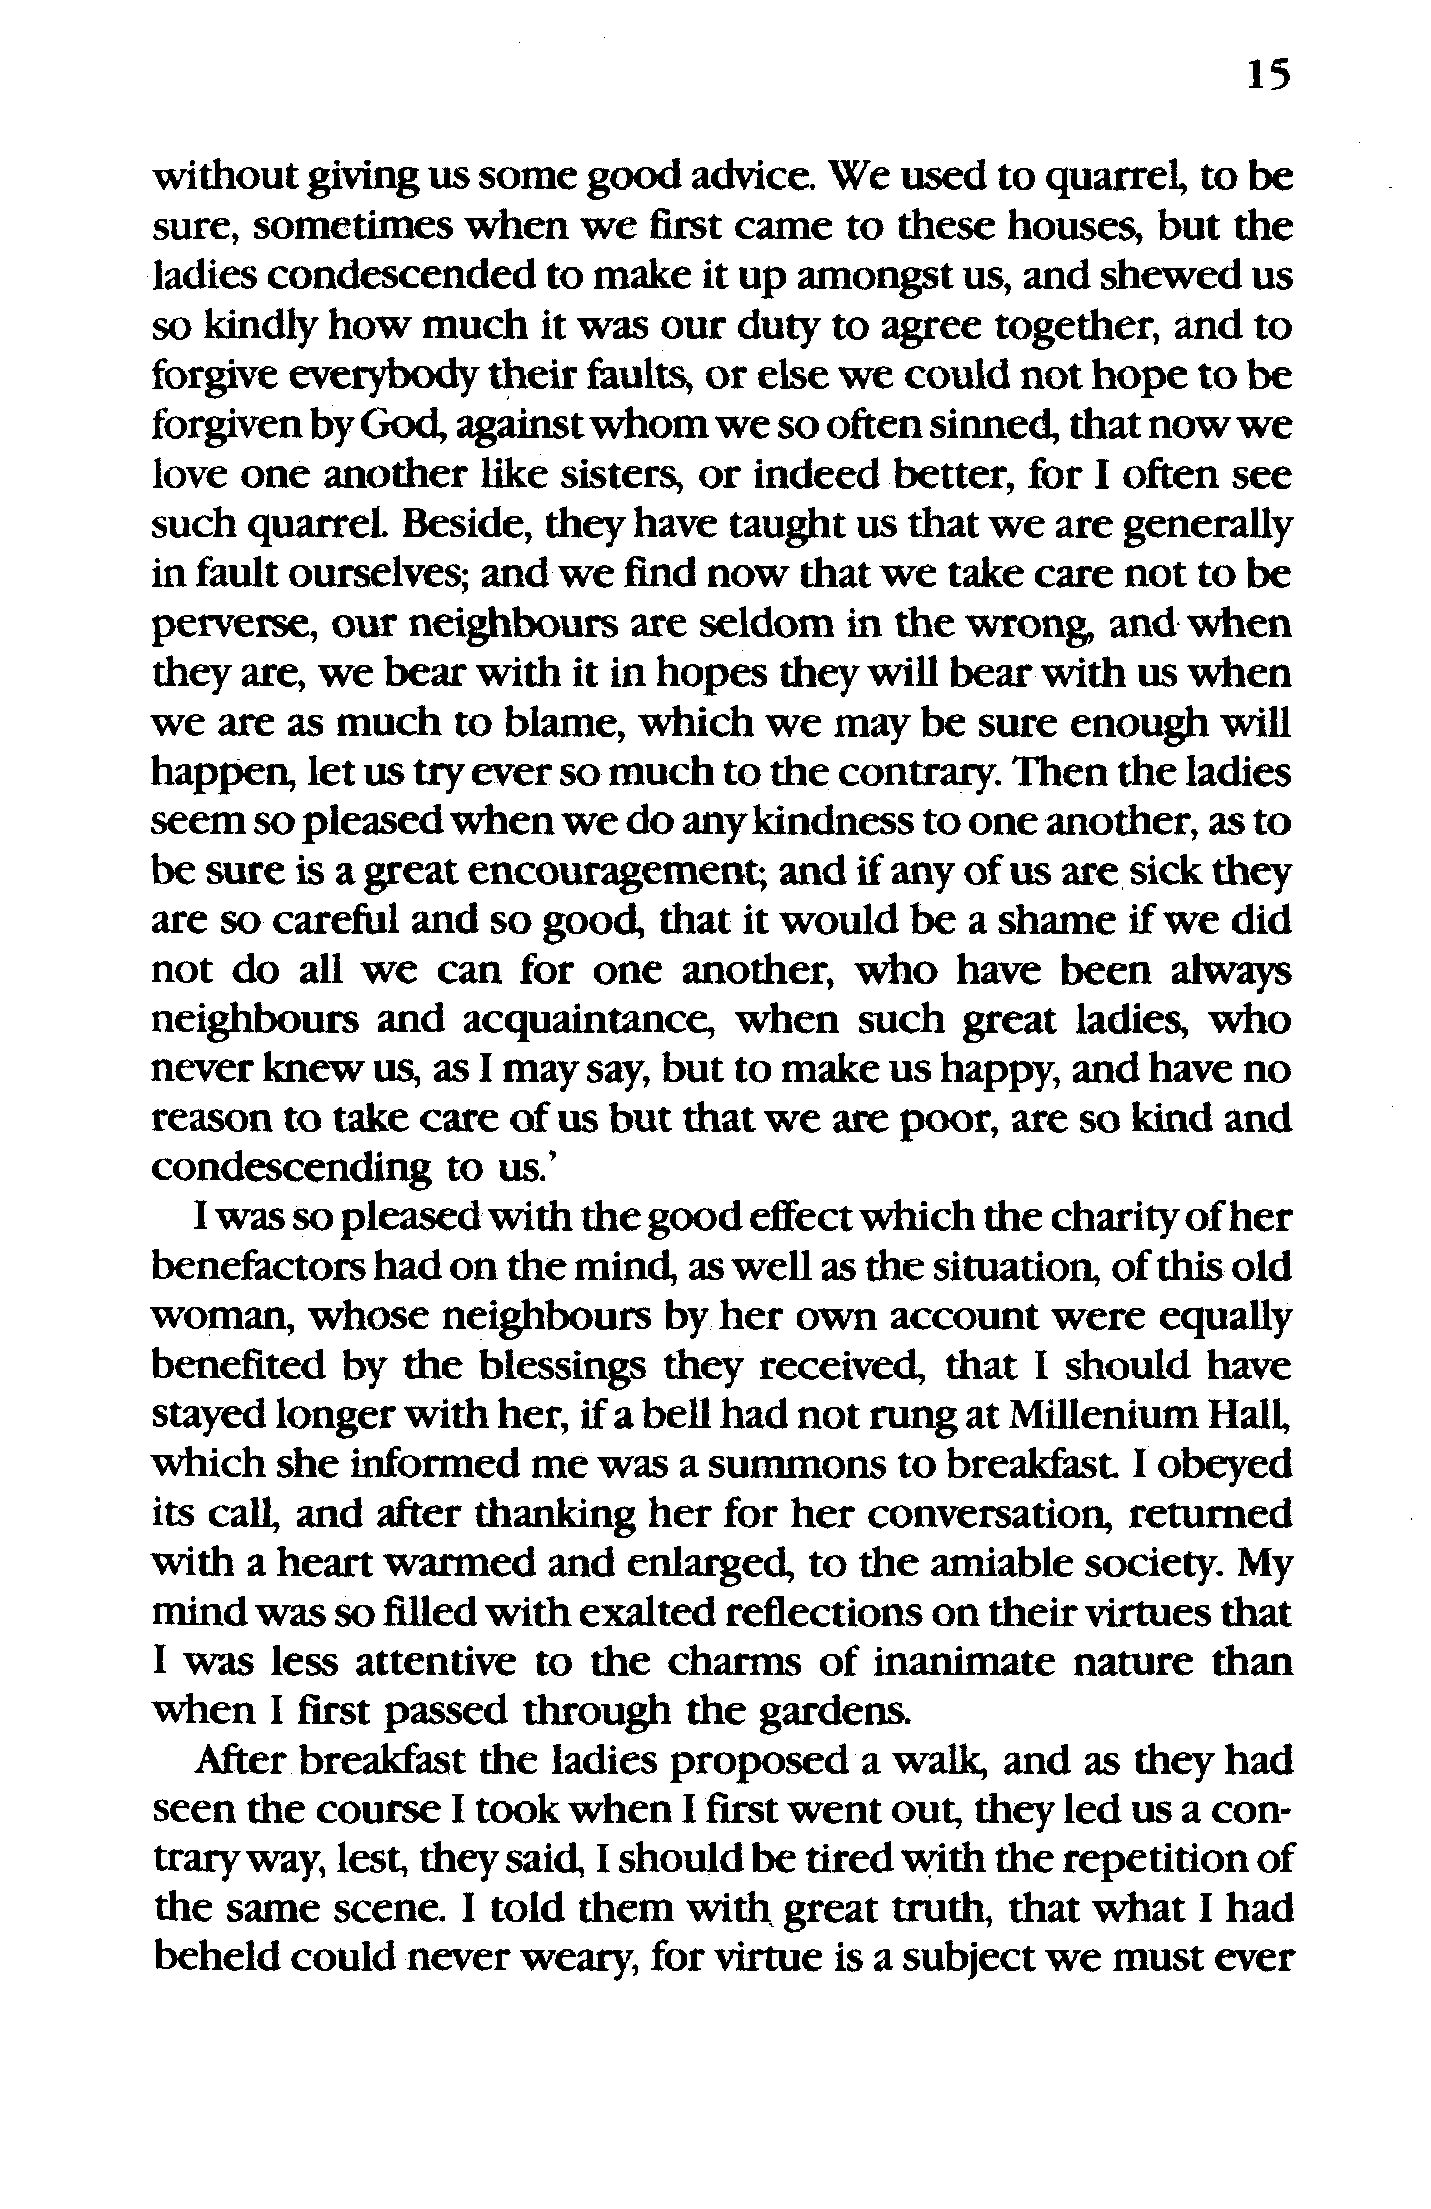 15
without giving us some good advice. We used to quarrel, to be
sure, sometimes when we first came to these houses, but the
ladies condescended to make it up amongst us, and shewed us
so kindly how much it was our duty to agree together, and to
forgive everybody their faults, or else we could not hope to be
forgiven by God, against whom we so often sinned, that now we
love one another like sisters, or indeed better, for I often see
such quarrel. Beside, they have taught us that we are generally
in fault ourselves; and we find now that we take care not to be
perverse, our neighbours are seldom in the wrong, and when
they are, we bear with it in hopes they will bear with us when
we are as much to blame, which we may be sure enough will
happen, let us try ever so much to the contrary. Then the ladies
seem so pleased when we do any kindness to one another, as to
be sure is a great encouragement; and if any of us are sick they
are so careful and so good, that it would be a shame if we did
not do all we can for one another, who have been always
neighbours and acquaintance, when such great ladies, who
never knew us, as I may say, but to make us happy, and have no
reason to take care of us but that we are poor, are so kind and
condescending to us.’
I was so pleased with the good effect which the charity of her
benefactors had on the mind, as well as the situation, of this old
woman, whose neighbours by her own account were equally
benefited by the blessings they received, that I should have
stayed longer with her, if a bell had not rung at Millenium Hall,
which she informed me was a summons to breakfast. I obeyed
its call, and after thanking her for her conversation, returned
with a heart warmed and enlarged, to the amiable society. My
mind was so filled with exalted reflections on their virtues that
I was less attentive to the charms of inanimate nature than
when I first passed through the gardens.
After breakfast the ladies proposed a walk, and as they had
seen the course I took when I first went out, they led us a con-
trary way, lest, they said, I should be tired with the repetition of
the same scene. I told them with great truth, that what I had
beheld could never weary, for virtue is a subject we must ever